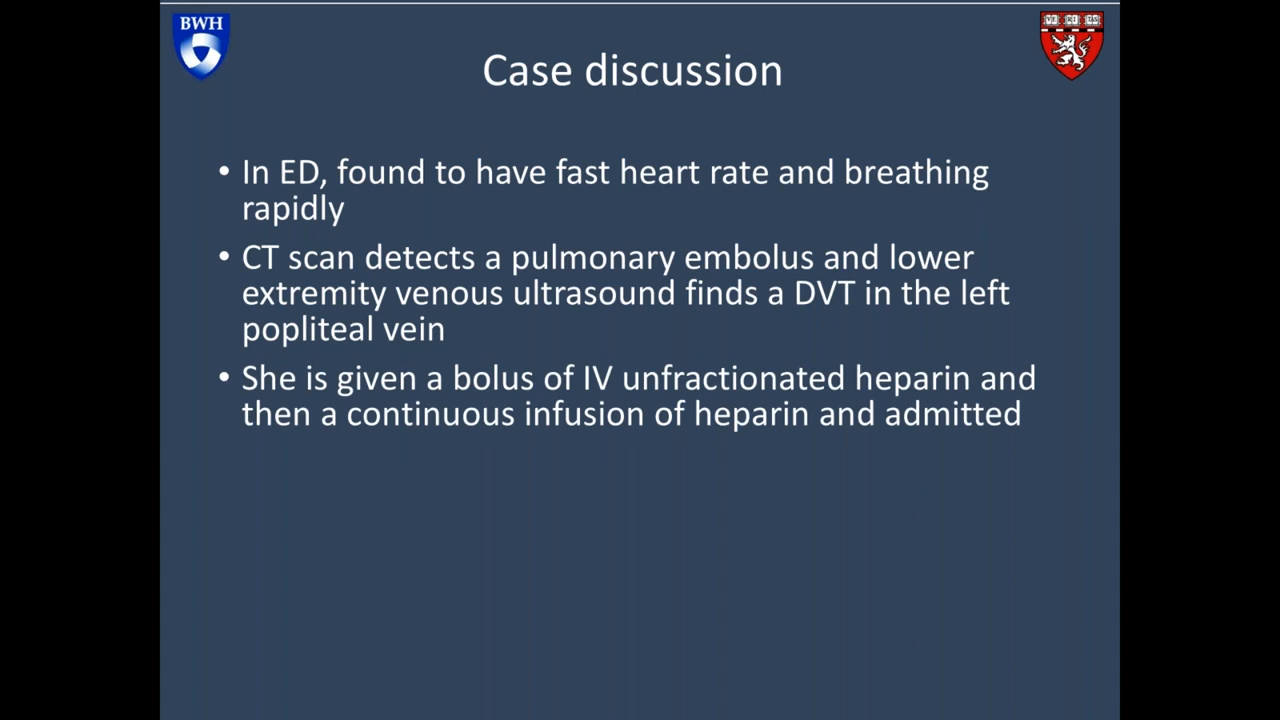 BWH
Case discussion
• In ED, found to have fast heart rate and breathing
rapidly
• CT scan detects a pulmonary embolus and lower
extremity venous ultrasound finds a DVT in the left
popliteal vein
• She is given a bolus of IV unfractionated heparin and
then a continuous infusion of heparin and admitted